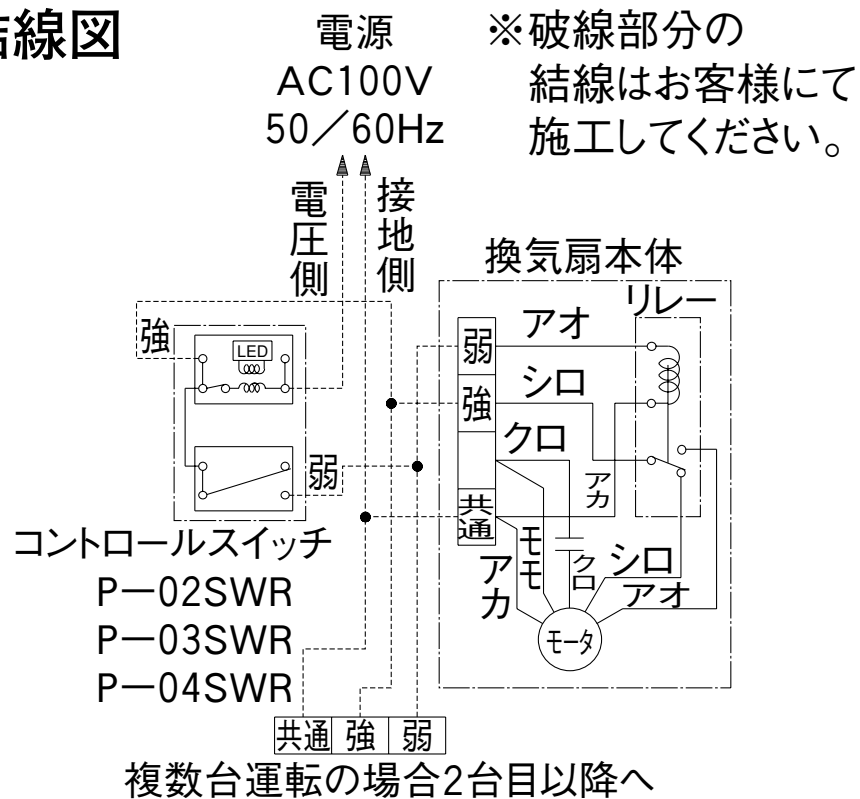 結線図
電源
AC100V
50／60Hz
※破線部分の
結線はお客様にて
施工してください。
電圧側
接地側
換気扇本体
リレー
強
LED
弱
アオ
強
シロ
クロ
共通
アカ
弱
コントロールスイッチ
P－02SWR
P－03SWR
P－04SWR
アカ
モモ
クロ
シロ
アオ
モータ
共通 強 弱
複数台運転の場合2台目以降へ